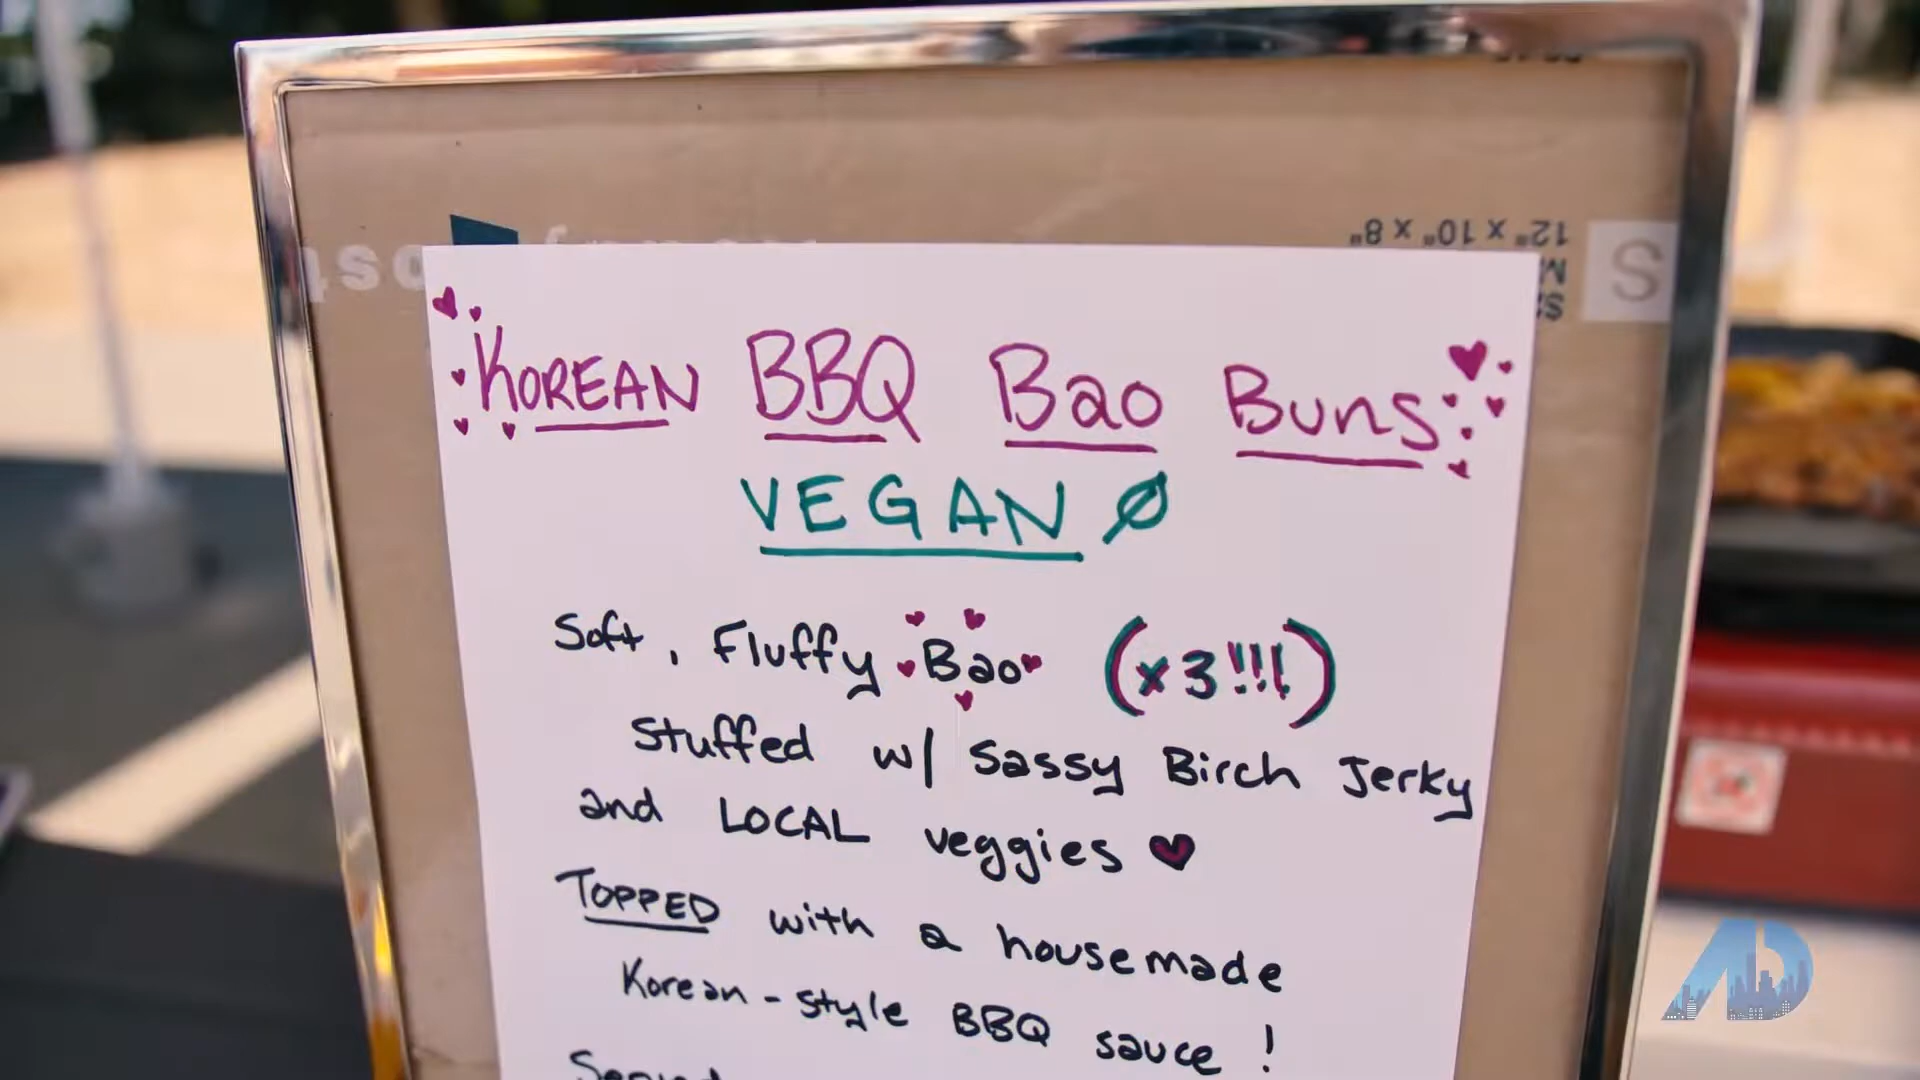 12" x 10" x 8"
S
KOREAN BBQ Bao Buns
VEGAN
Soft, Fluffy Bao (x3!!!)
Stuffed w/ Sassy Birch Jerky
and LOCAL veggies
TOPPED with a housemade
Korean-style BBQ sauce!
AD